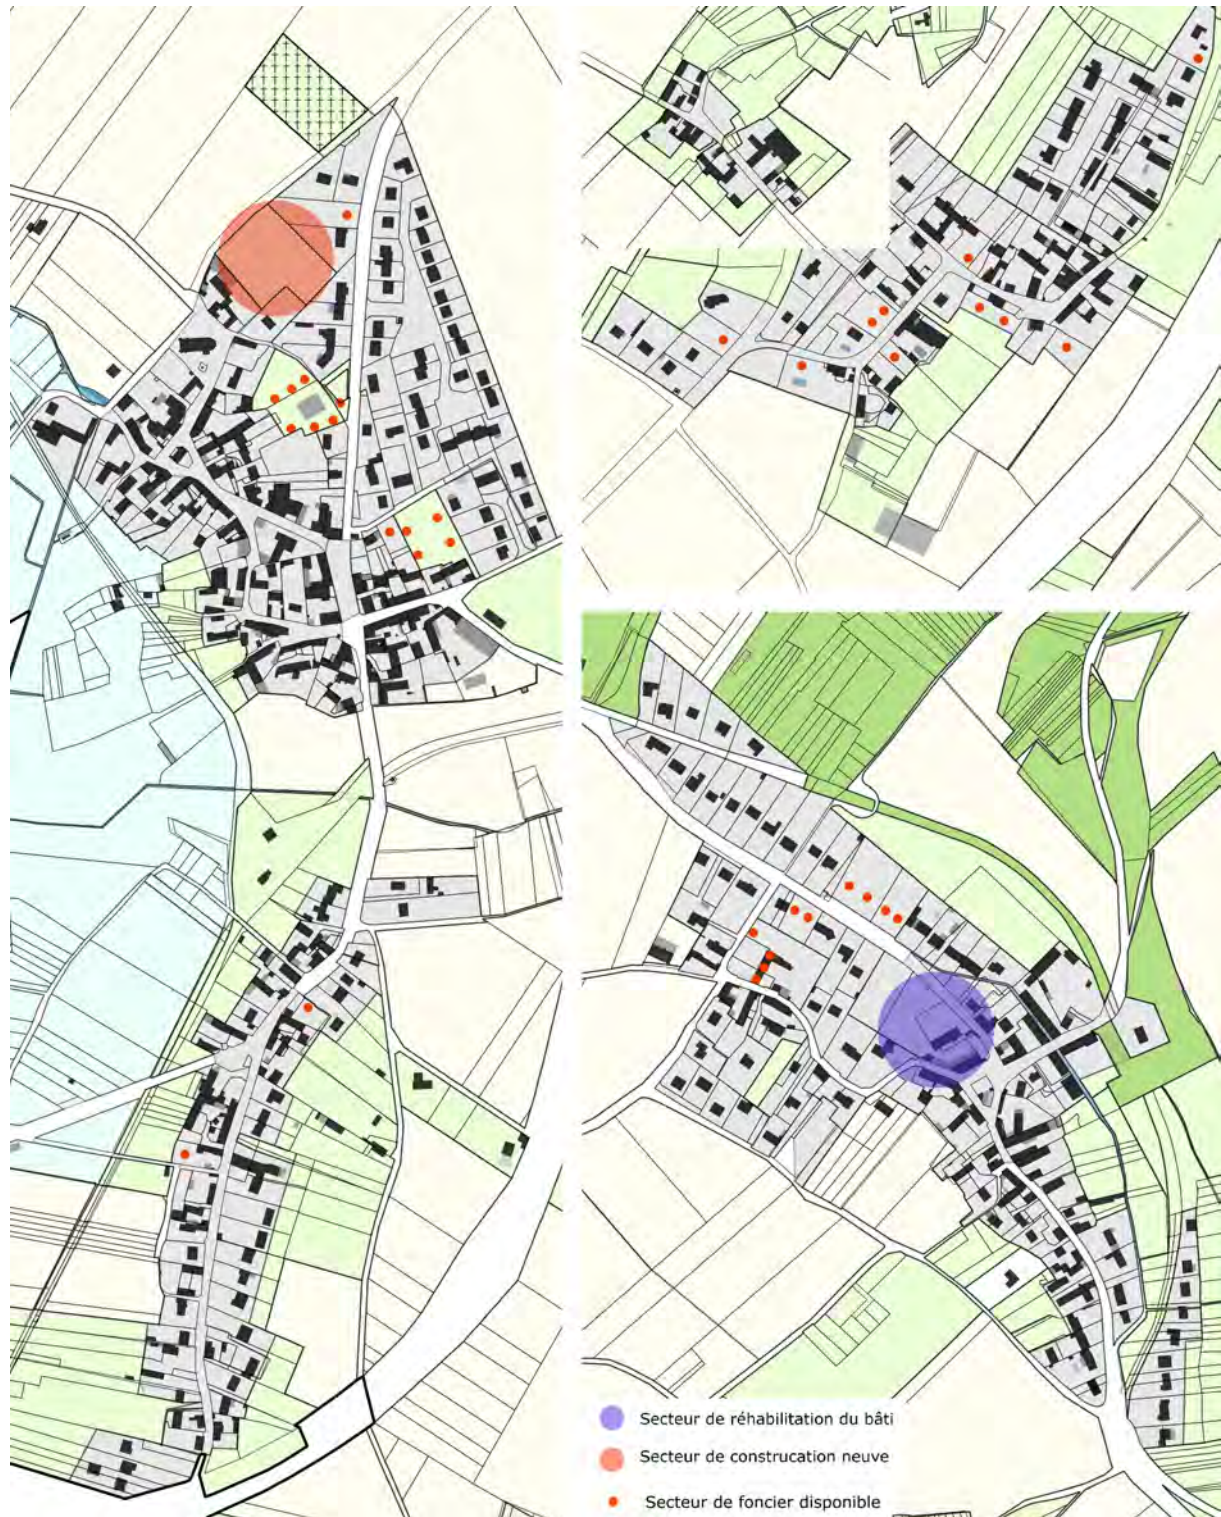 Secteur de réhabilitation du bâti
Secteur de construcation neuve
Secteur de foncier disponible